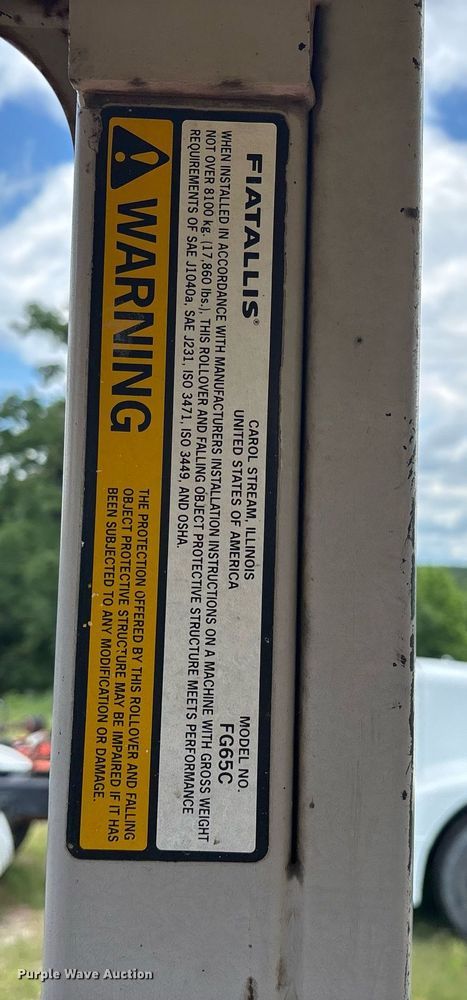 FIATALLIS®
CAROL STREAM, ILLINOIS
UNITED STATES OF AMERICA
MODEL NO.
FG65C
WHEN INSTALLED IN ACCORDANCE WITH MANUFACTURERS INSTALLATION INSTRUCTIONS ON A MACHINE WITH GROSS WEIGHT
NOT OVER 8100 kg. (17,860 lbs.), THIS ROLLOVER AND FALLING OBJECT PROTECTIVE STRUCTURE MEETS PERFORMANCE
REQUIREMENTS OF SAE J1040a, SAE J231, ISO 3471, ISO 3449, AND OSHA.
WARNING
THE PROTECTION OFFERED BY THIS ROLLOVER AND FALLING
OBJECT PROTECTIVE STRUCTURE MAY BE IMPAIRED IF IT HAS
BEEN SUBJECTED TO ANY MODIFICATION OR DAMAGE.
Purple Wave Auction